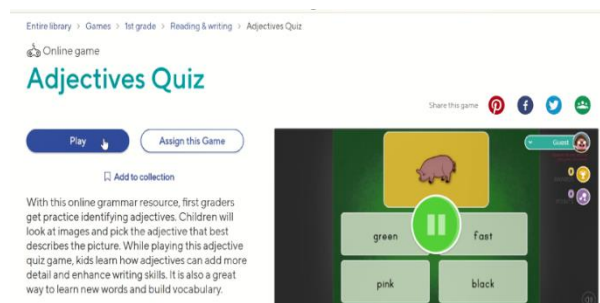 Entire library > Games > 1st grade > Reading & writing > Adjectives Quiz
Online game
Adjectives Quiz
Share this game
Play
Assign this Game
Add to collection
With this online grammar resource, first graders
get practice identifying adjectives. Children will
look at images and pick the adjective that best
describes the picture. While playing this adjective
quiz game, kids learn how adjectives can add more
detail and enhance writing skills. It is also a great
way to learn new words and build vocabulary.
Guest
0
0
green
fast
pink
black